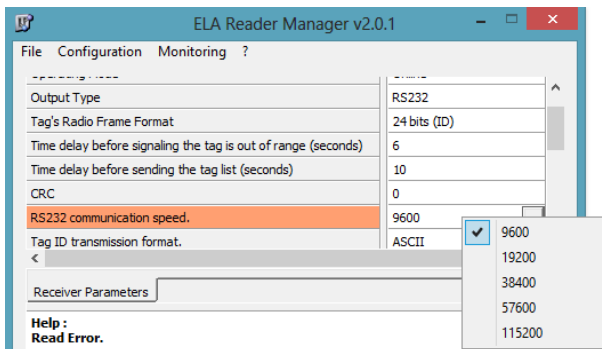 ELA Reader Manager v2.0.1
File Configuration Monitoring ?
Output Type RS232
Tag's Radio Frame Format 24 bits (ID)
Time delay before signaling the tag is out of range (seconds) 6
Time delay before sending the tag list (seconds) 10
CRC 0
RS232 communication speed. 9600
Tag ID transmission format. ASCII
9600
19200
38400
57600
115200
Receiver Parameters
Help :
Read Error.